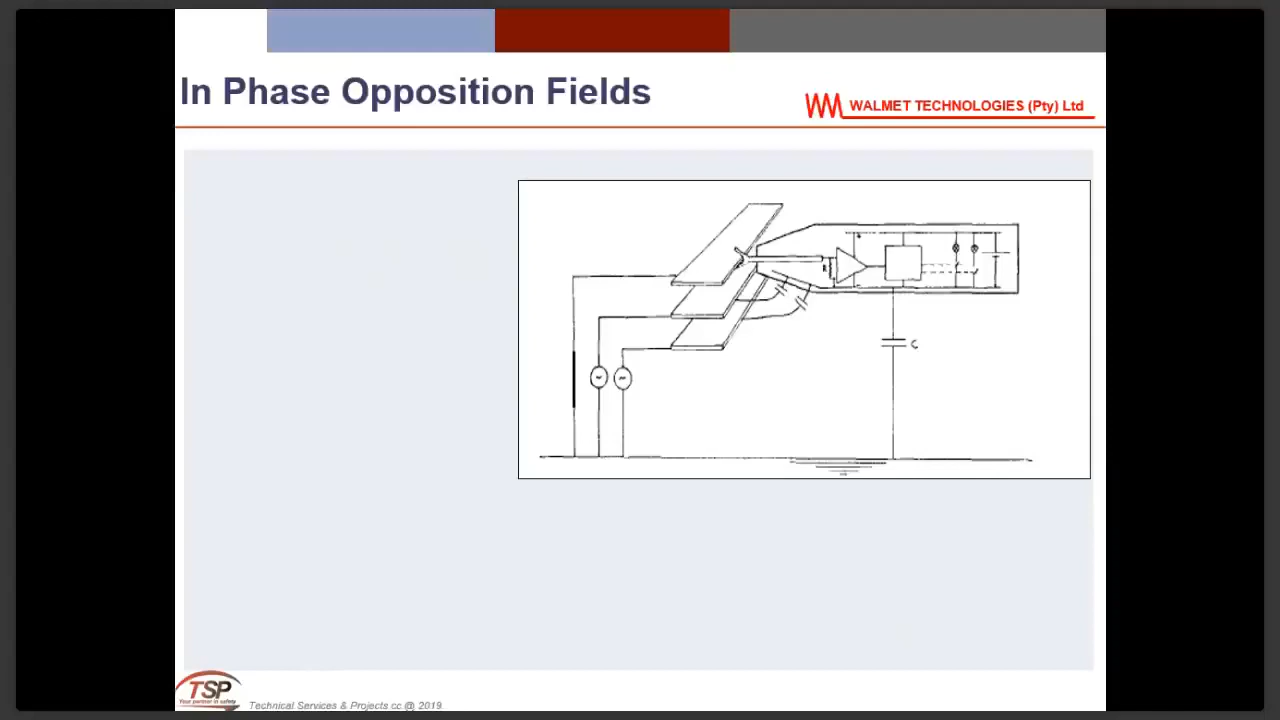 In Phase Opposition Fields
WALMET TECHNOLOGIES (Pty) Ltd
C
TSP
Your partner in safety
Technical Services & Projects cc @ 2019